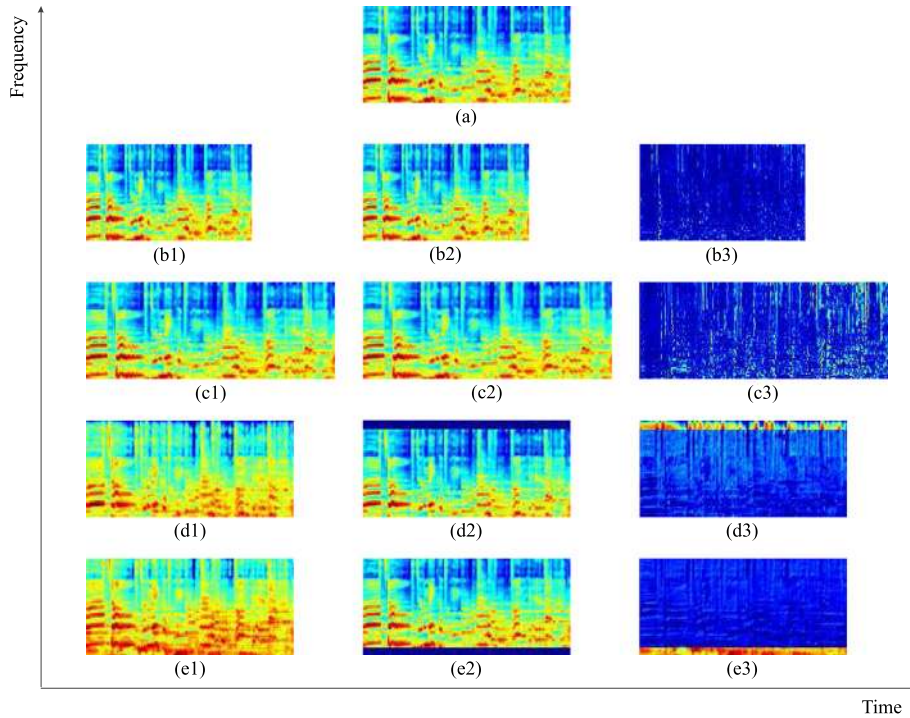 Frequency
(a)
(b1)
(b2)
(b3)
(c1)
(c2)
(c3)
(d1)
(d2)
(d3)
(e1)
(e2)
(e3)
Time